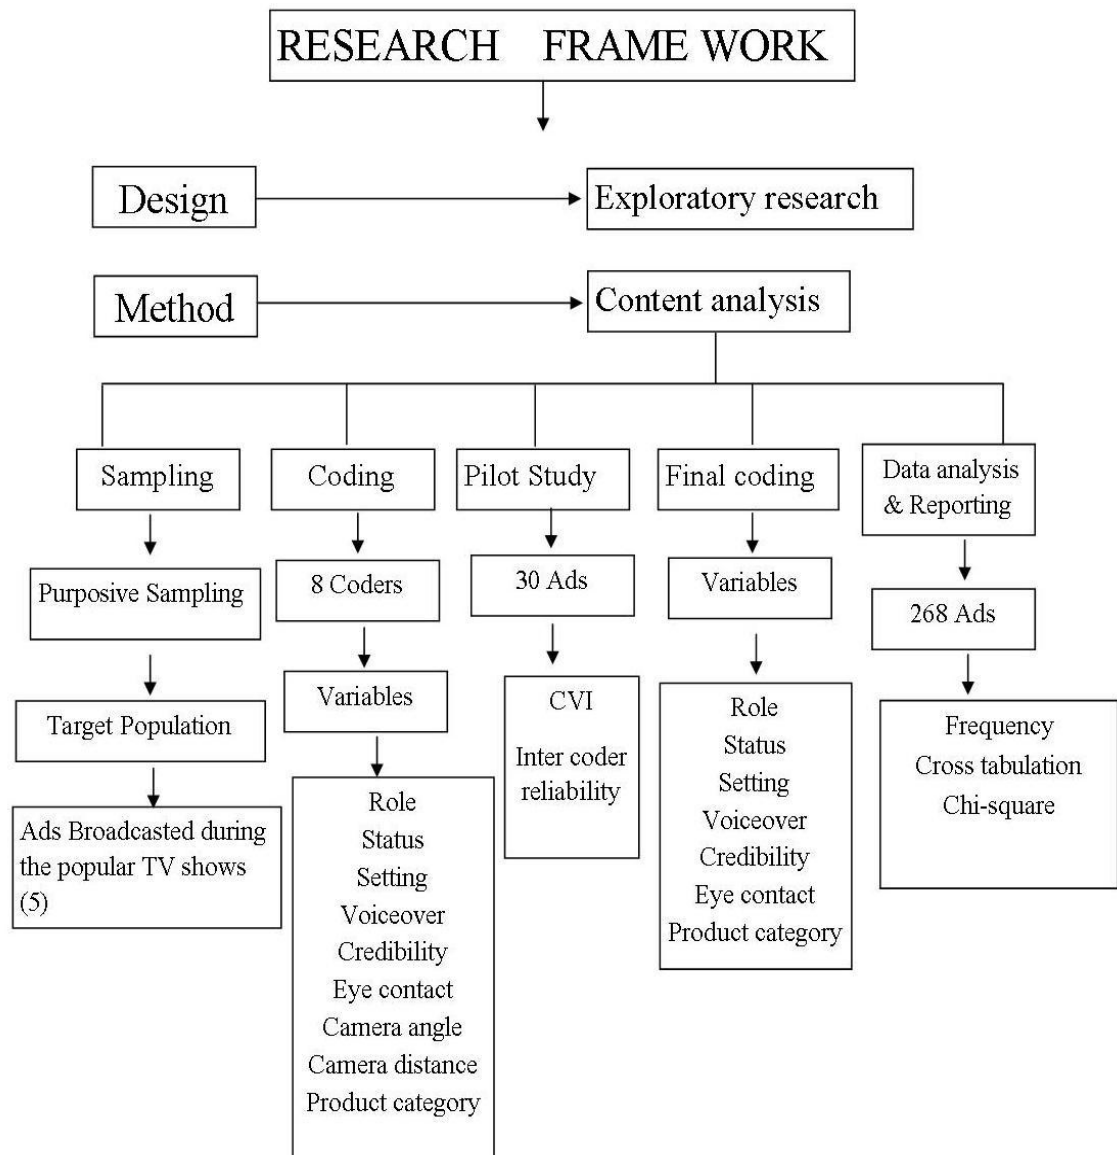 RESEARCH FRAME WORK
Design
Exploratory research
Method
Content analysis
Sampling
Purposive Sampling
Target Population
Ads Broadcasted during
the popular TV shows
(5)
Coding
8 Coders
Variables
Role
Status
Setting
Voiceover
Credibility
Eye contact
Camera angle
Camera distance
Product category
Pilot Study
30 Ads
CVI
Inter coder
reliability
Final coding
Variables
Role
Status
Setting
Voiceover
Credibility
Eye contact
Product category
Data analysis
& Reporting
268 Ads
Frequency
Cross tabulation
Chi-square